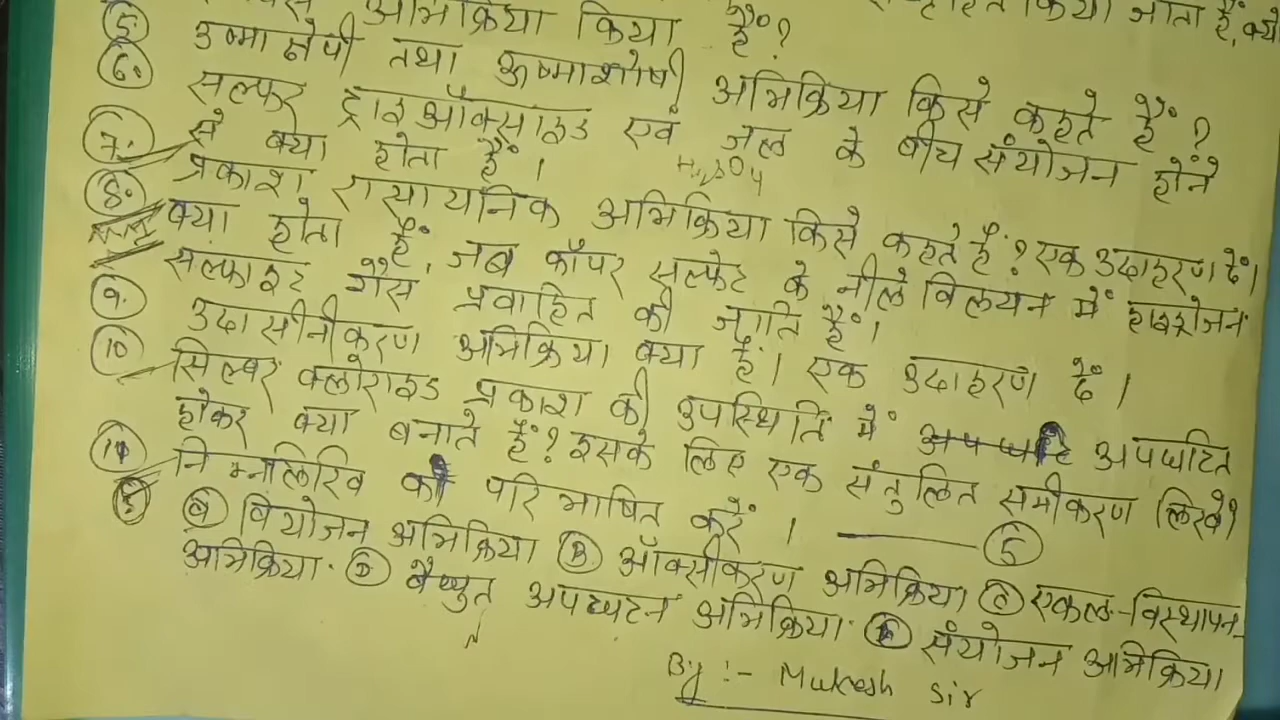 अभिक्रिया किया जाता है, क्यों
⑤ उष्माक्षेपी तथा ऊष्माशोषी अभिक्रिया किसे कहते हैं?
⑥ सल्फर ट्राइऑक्साइड एवं जल के बीच संयोजन होने
से क्या होता है। H₂SO₄
⑦ प्रकाश रासायनिक अभिक्रिया किसे कहते हैं? एक उदाहरण दें।
⑧ क्या होता है, जब कॉपर सल्फेट के नीले विलयन में हाइड्रोजन
सल्फाइड गैस प्रवाहित की जाति है।
⑨ उदासीनीकरण अभिक्रिया क्या है। एक उदाहरण दें।
⑩ सिल्वर क्लोराइड प्रकाश की उपस्थिति में अपघटित
होकर क्या बनाते हैं? इसके लिए एक संतुलित समीकरण लिखें?
⑪ निम्नलिखि को परिभाषित करें। — ⑤
वियोजन अभिक्रिया Ⓑ ऑक्सीकरण अभिक्रिया Ⓒ एकल-विस्थापन-
अभिक्रिया. Ⓓ वैधुत अपघटन अभिक्रिया. संयोजन अभिक्रिया
By :- Mukesh Sir